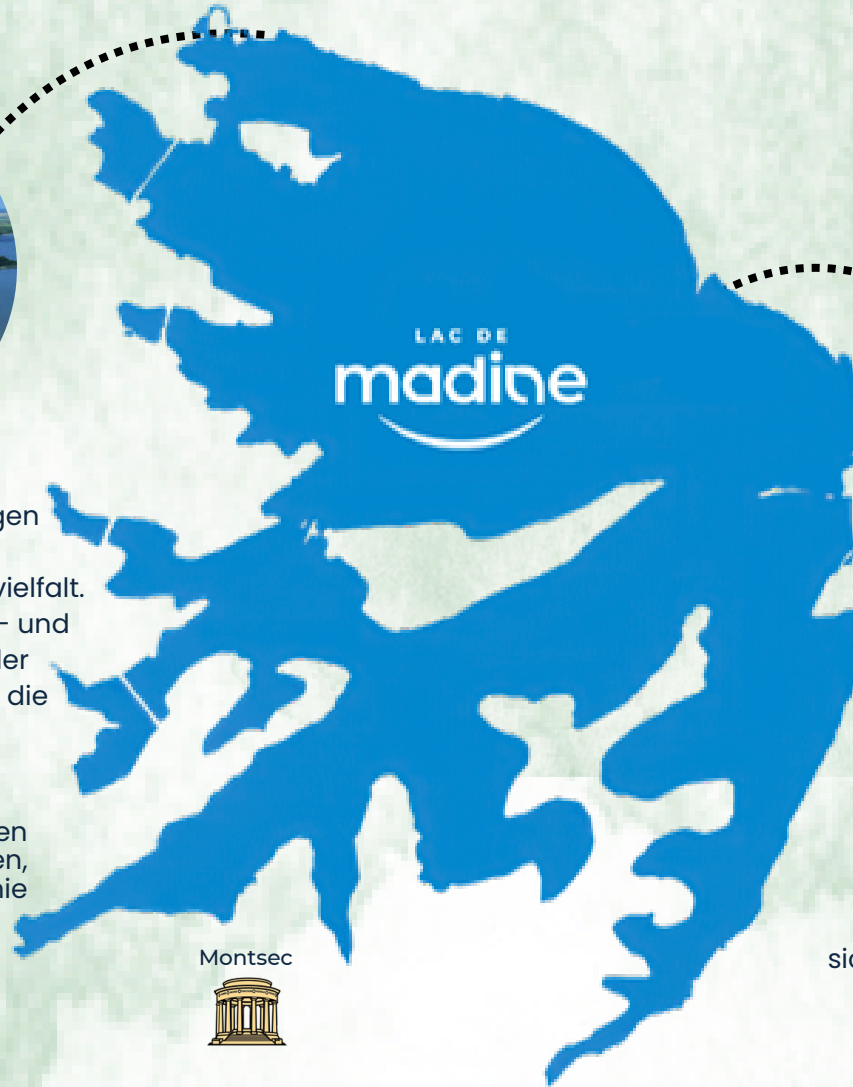 LAC DE
madine
gen
vielfalt.
- und
der
die
en
en,
nie
Montsec
sic